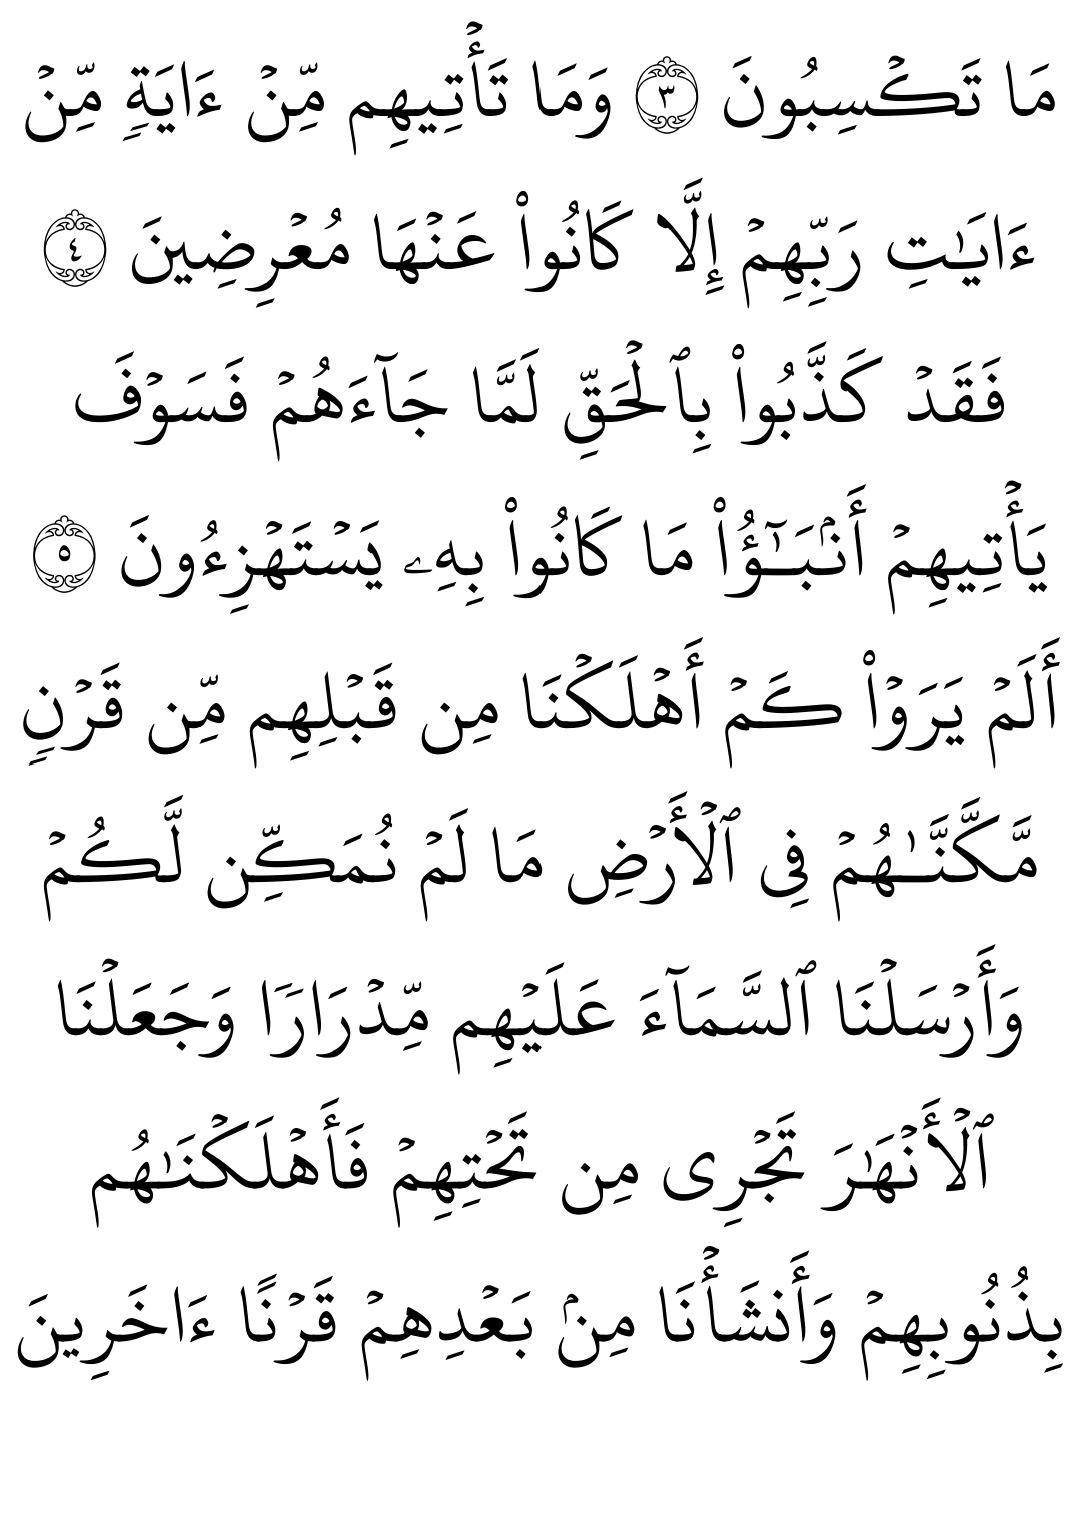 مَا تَكۡسِبُونَ ٣ وَمَا تَأۡتِيهِم مِّنۡ ءَايَةٖ مِّنۡ
ءَايَٰتِ رَبِّهِمۡ إِلَّا كَانُواْ عَنۡهَا مُعۡرِضِينَ ٤
فَقَدۡ كَذَّبُواْ بِٱلۡحَقِّ لَمَّا جَآءَهُمۡ فَسَوۡفَ
يَأۡتِيهِمۡ أَنۢبَـٰٓؤُاْ مَا كَانُواْ بِهِۦ يَسۡتَهۡزِءُونَ ٥
أَلَمۡ يَرَوۡاْ كَمۡ أَهۡلَكۡنَا مِن قَبۡلِهِم مِّن قَرۡنٖ
مَّكَّنَّـٰهُمۡ فِي ٱلۡأَرۡضِ مَا لَمۡ نُمَكِّن لَّكُمۡ
وَأَرۡسَلۡنَا ٱلسَّمَآءَ عَلَيۡهِم مِّدۡرَارٗا وَجَعَلۡنَا
ٱلۡأَنۡهَٰرَ تَجۡرِي مِن تَحۡتِهِمۡ فَأَهۡلَكۡنَٰهُم
بِذُنُوبِهِمۡ وَأَنشَأۡنَا مِنۢ بَعۡدِهِمۡ قَرۡنًا ءَاخَرِينَ